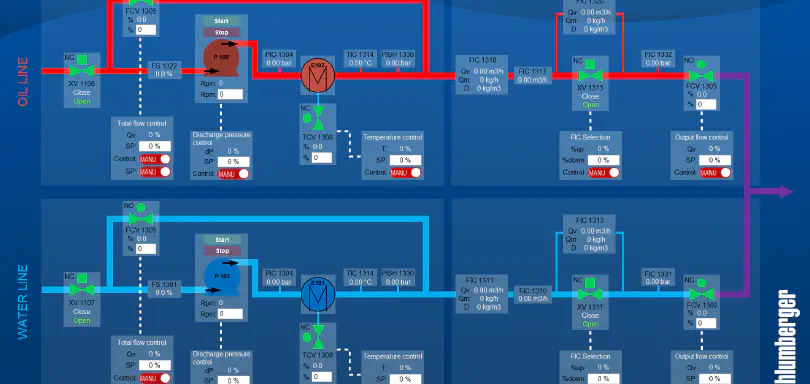 FCV 1305
% 0.0
% 0
Start
Stop
P 105
Rpm: 0
Rpm: 0
NC
XV 1106
Close
Open
FS 1322
0.0 %
PIC 1304
0.00 bar
E102
TIC 1314
0.00 °C
PISH 1330
0.00 bar
NC
TCV 1308
% 0.0
% 0
OIL LINE
Total flow control
Qv 0 %
SP 0 %
Control: MANU
SP: MANU
Discharge pressure
control
dP 0 %
SP 0 %
Control: MANU
Temperature control
T: 0 %
SP 0 %
Control: MANU
FIC 1320
Qv 0.00 m3/h
Qm 0 kg/h
D 0 kg/m3
FIC 1318
Qv 0.00 m3/h
Qm 0 kg/h
D 0 kg/m3
FIC 1317
0.00 m3/h
NC
XV 1313
Close
Open
FIC 1332
0.00 m3/h
NO
FCV 1305
% 0.0
% 0
FIC Selection
%up 0 %
%down 0 %
Control: MANU
Output flow control
Qv 0 %
SP 0 %
Control: MANU
WATER LINE
NO
FCV 1305
% 0.0
% 0
Start
Stop
P 103
Rpm: 0
Rpm: 0
NC
XV 1107
Close
Open
FS 1301
0.0 %
PIC 1304
0.00 bar
E101
TIC 1314
0.00 °C
PISH 1330
0.00 bar
NC
TCV 1308
% 0.0
% 0
Total flow control
Qv 0 %
SP 0 %
Control: MANU
Discharge pressure
control
dP 0 %
SP 0 %
Temperature control
T: 0 %
SP 0 %
FIC 1313
Qv 0.00 m3/h
Qm 0 kg/h
D 0 kg/m3
FIC 1311
Qv 0.00 m3/h
Qm 0 kg/h
D 0 kg/m3
FIC 1310
0.00 m3/h
NC
XV 1311
Close
Open
FIC 1331
0.00 m3/h
NO
FCV 1302
% 0.0
% 0
FIC Selection
%up 0 %
%down 0 %
Output flow control
Qv 0 %
SP 0 %
hlumberger